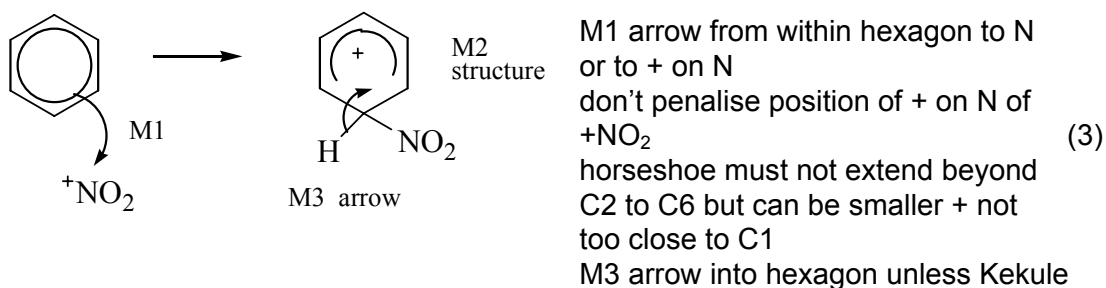 M1
⁺NO₂
+
H
NO₂
M3 arrow
M2
structure
M1 arrow from within hexagon to N
or to + on N
don't penalise position of + on N of
+NO₂ (3)
horseshoe must not extend beyond
C2 to C6 but can be smaller + not
too close to C1
M3 arrow into hexagon unless Kekule